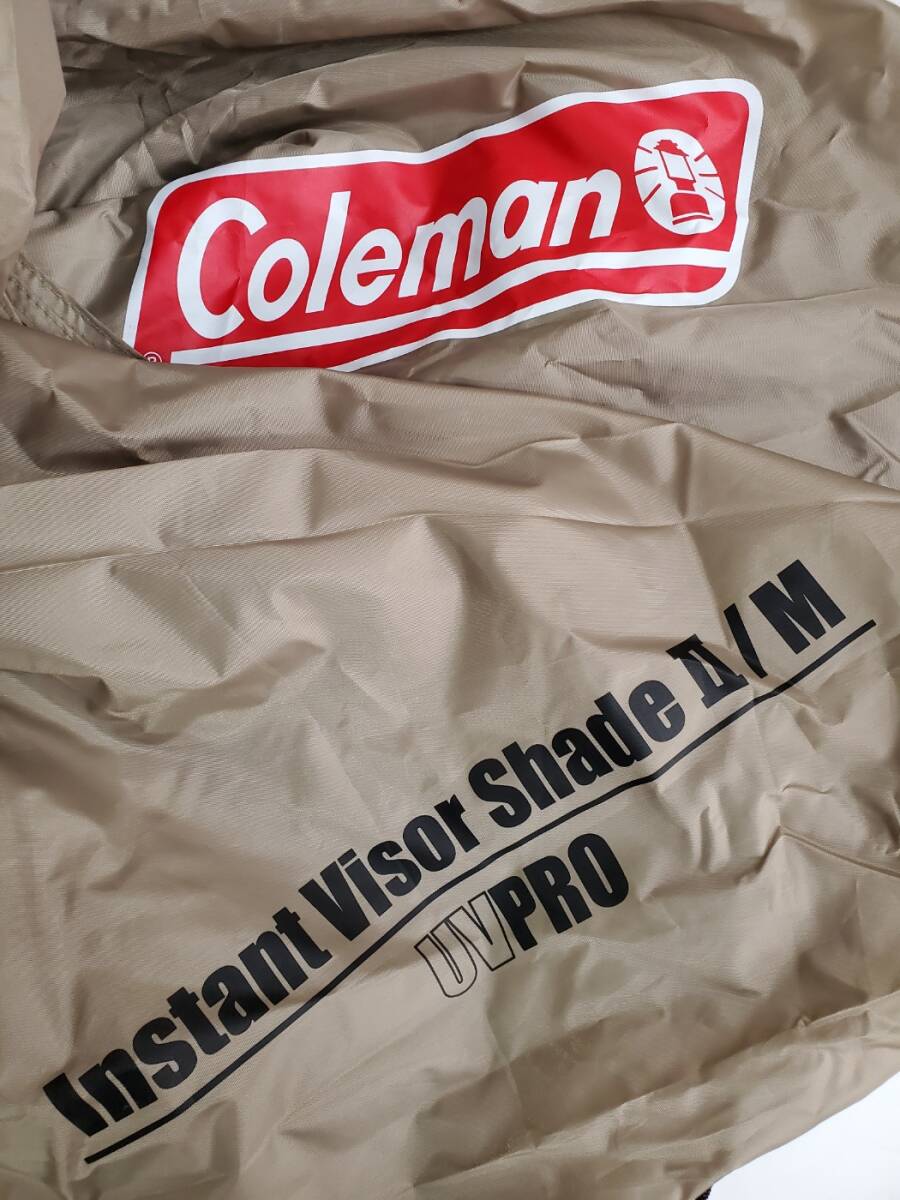 Coleman
®
Instant Visor Shade Ⅱ/M
UVPRO